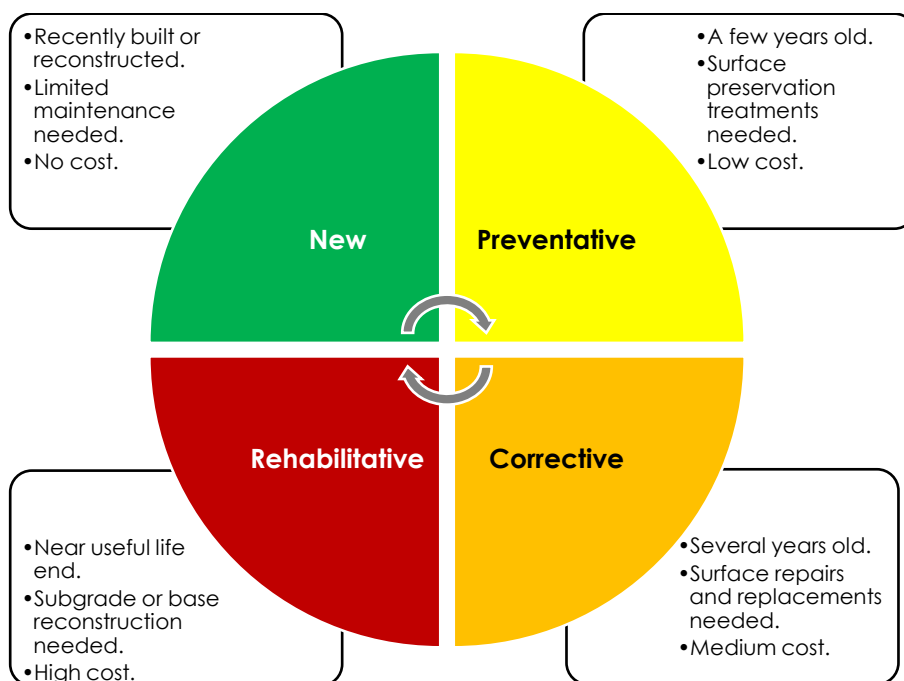 •Recently built or
reconstructed.
•Limited
maintenance
needed.
•No cost.
•A few years old.
•Surface
preservation
treatments
needed.
•Low cost.
New
Preventative
Rehabilitative
Corrective
•Near useful life
end.
•Subgrade or base
reconstruction
needed.
•High cost.
•Several years old.
•Surface repairs
and replacements
needed.
•Medium cost.